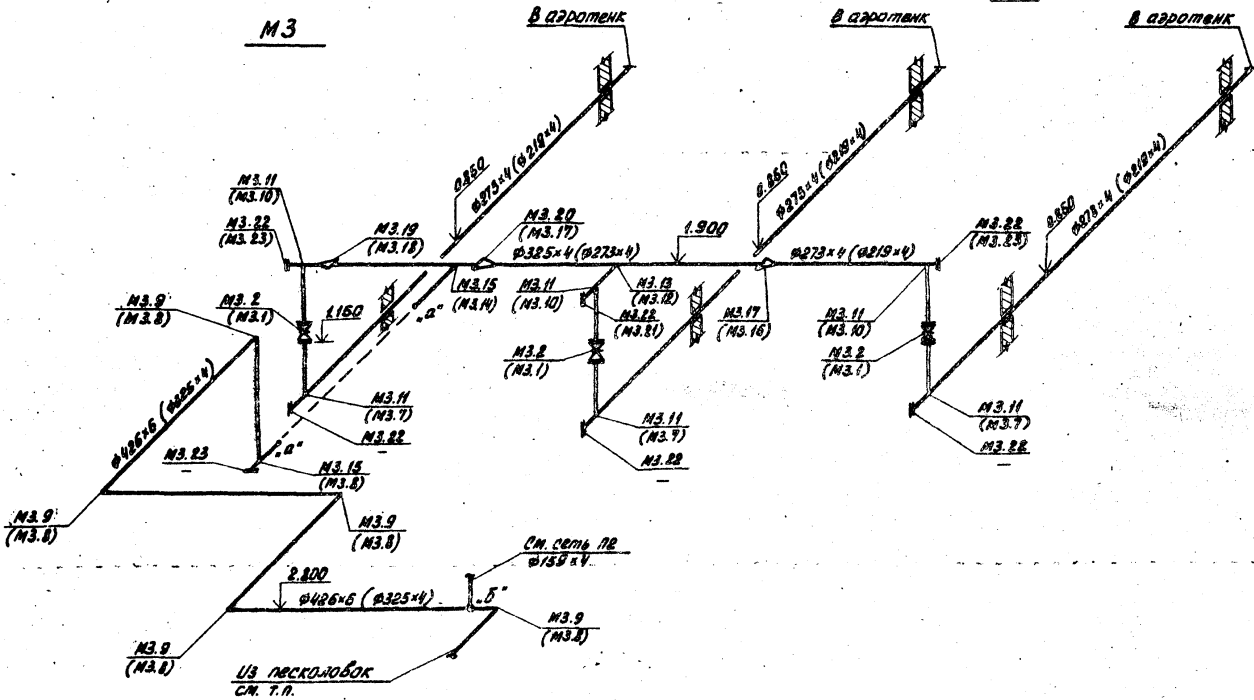 М3
В аэротенк
В аэротенк
В аэротенк
0.860
ф273×4 (ф219×4)
0.860
ф273×4 (ф219×4)
0.860
ф273×4 (ф219×4)
М3.11
(М3.10)
М3.22
(М3.23)
М3.19
(М3.18)
М3.20
(М3.17)
ф325×4 (ф273×4)
1.900
ф273×4 (ф219×4)
М3.22
(М3.23)
М3.9
(М3.8)
М3.2
(М3.1)
1.160
„а"
М3.15
(М3.14)
М3.11
(М3.10)
М3.22
(М3.21)
М3.13
(М3.12)
М3.17
(М3.16)
М3.11
(М3.10)
М3.2
(М3.1)
М3.2
(М3.1)
ф426×6 (ф325×4)
М3.11
(М3.7)
М3.22
–
М3.11
(М3.7)
М3.22
–
М3.11
(М3.7)
М3.22
–
„а"
М3.23
–
М3.15
(М3.8)
М3.9
(М3.8)
М3.9
(М3.8)
См. сеть П2
ф159×4
2.200
ф426×6 (ф325×4)
„Б"
М3.9
(М3.8)
М3.9
(М3.8)
Из песколовок
см. т.п.